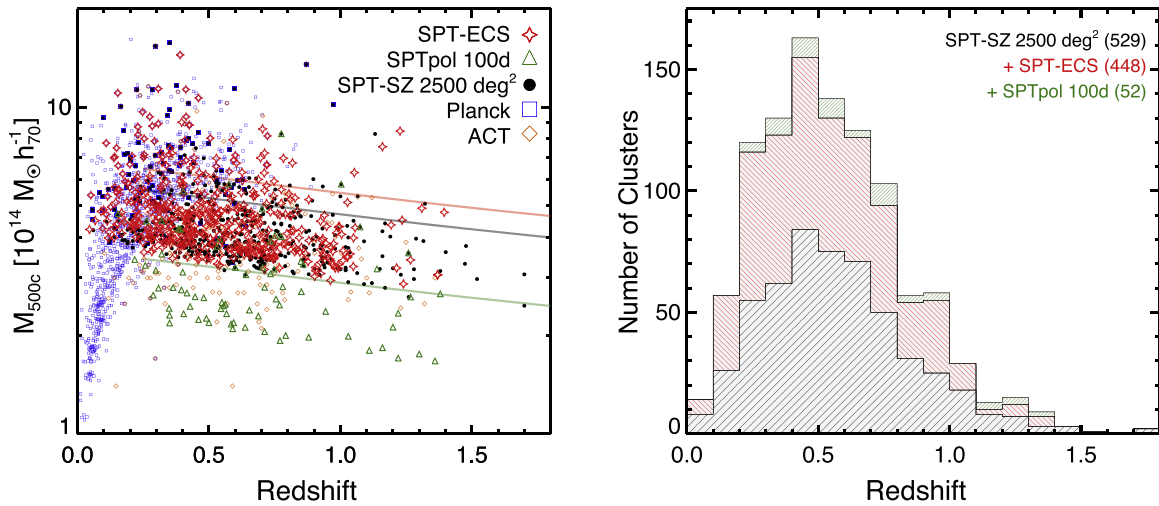 SPT-ECS
SPTpol 100d
SPT-SZ 2500 deg²
Planck
ACT
10
1
M₅₀₀c [10¹⁴ M☉ h⁻¹₇₀]
0.0 0.5 1.0 1.5
Redshift
SPT-SZ 2500 deg² (529)
+ SPT-ECS (448)
+ SPTpol 100d (52)
150
100
50
0
Number of Clusters
0.0 0.5 1.0 1.5
Redshift